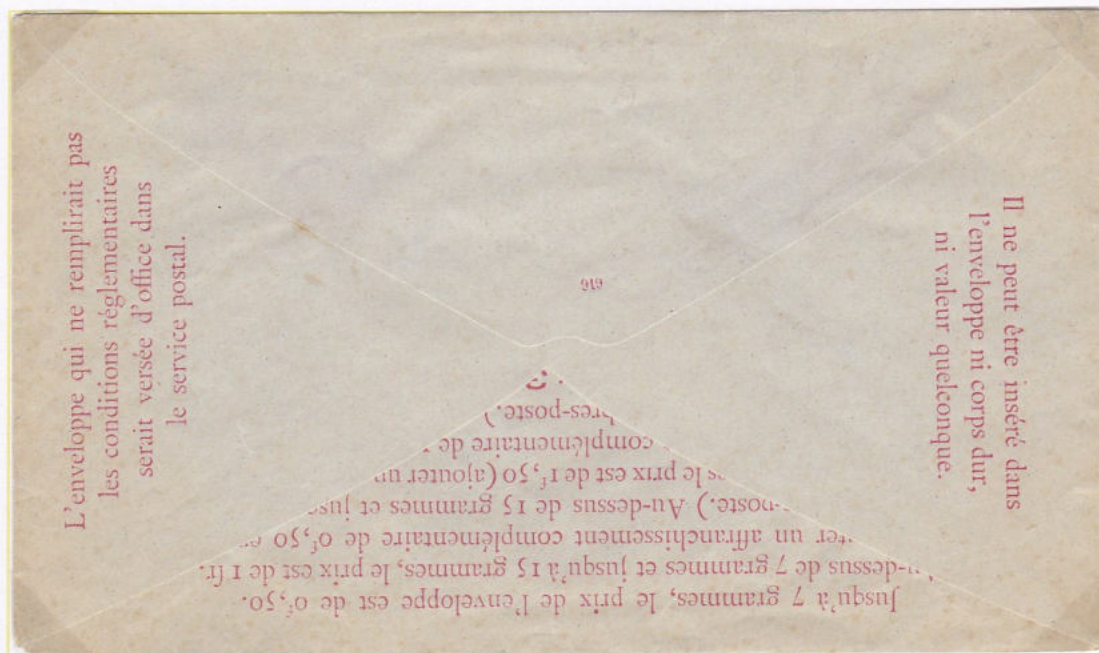 L'enveloppe qui ne remplirait pas
les conditions réglementaires
serait versée d'office dans
le service postal.
Il ne peut être inséré dans
l'enveloppe ni corps dur,
ni valeur quelconque.
616
Jusqu'à 7 grammes, le prix de l'enveloppe est de 0ᶠ,50.
u-dessus de 7 grammes et jusqu'à 15 grammes, le prix est de 1 fr.
ter un affranchissement complémentaire de 0ᶠ,50
-poste.) Au-dessus de 15 grammes et jus
es le prix est de 1ᶠ,50 (ajouter un
complémentaire de
bres-poste.)